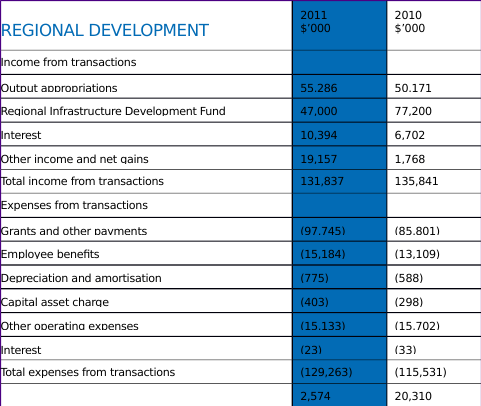 REGIONAL DEVELOPMENT 2011 $'000 2010 $'000
Income from transactions
Output appropriations 55.286 50.171
Regional Infrastructure Development Fund 47,000 77,200
Interest 10,394 6,702
Other income and net gains 19,157 1,768
Total income from transactions 131,837 135,841
Expenses from transactions
Grants and other payments (97.745) (85.801)
Employee benefits (15,184) (13,109)
Depreciation and amortisation (775) (588)
Capital asset charge (403) (298)
Other operating expenses (15.133) (15.702)
Interest (23) (33)
Total expenses from transactions (129,263) (115,531)
2,574 20,310